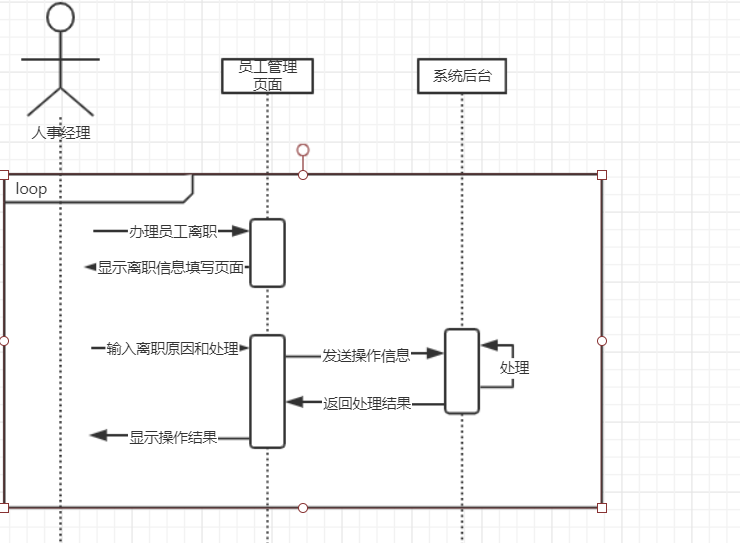 员工管理
页面
系统后台
人事经理
loop
办理员工离职
显示离职信息填写页面
输入离职原因和处理
发送操作信息
处理
返回处理结果
显示操作结果